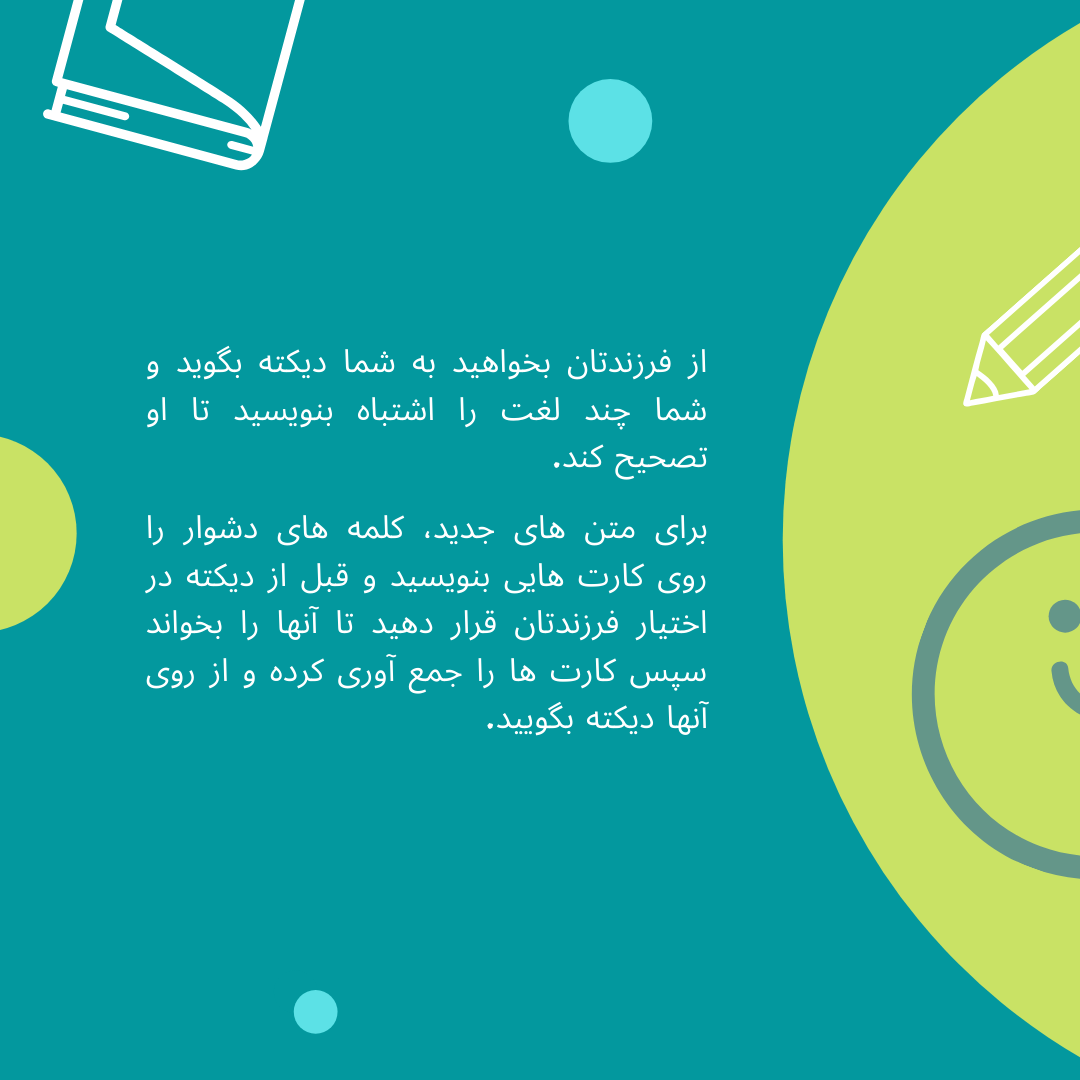 از فرزندتان بخواهید به شما دیکته بگوید و
شما چند لغت را اشتباه بنویسید تا او
تصحیح کند.
برای متن های جدید، کلمه های دشوار را
روی کارت هایی بنویسید و قبل از دیکته در
اختیار فرزندتان قرار دهید تا آنها را بخواند
سپس کارت ها را جمع آوری کرده و از روی
آنها دیکته بگویید.